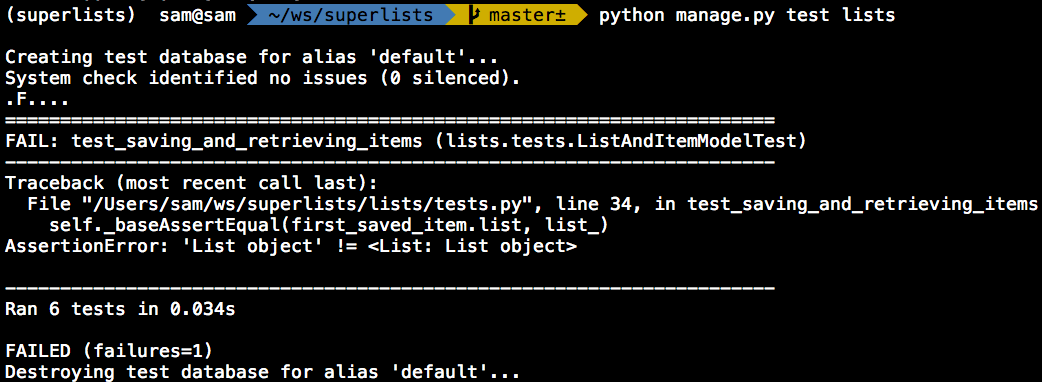 (superlists) sam@sam ~/ws/superlists master± python manage.py test lists
Creating test database for alias 'default'...
System check identified no issues (0 silenced).
.F....
======================================================================
FAIL: test_saving_and_retrieving_items (lists.tests.ListAndItemModelTest)
----------------------------------------------------------------------
Traceback (most recent call last):
  File "/Users/sam/ws/superlists/lists/tests.py", line 34, in test_saving_and_retrieving_items
    self._baseAssertEqual(first_saved_item.list, list_)
AssertionError: 'List object' != <List: List object>
----------------------------------------------------------------------
Ran 6 tests in 0.034s
FAILED (failures=1)
Destroying test database for alias 'default'...